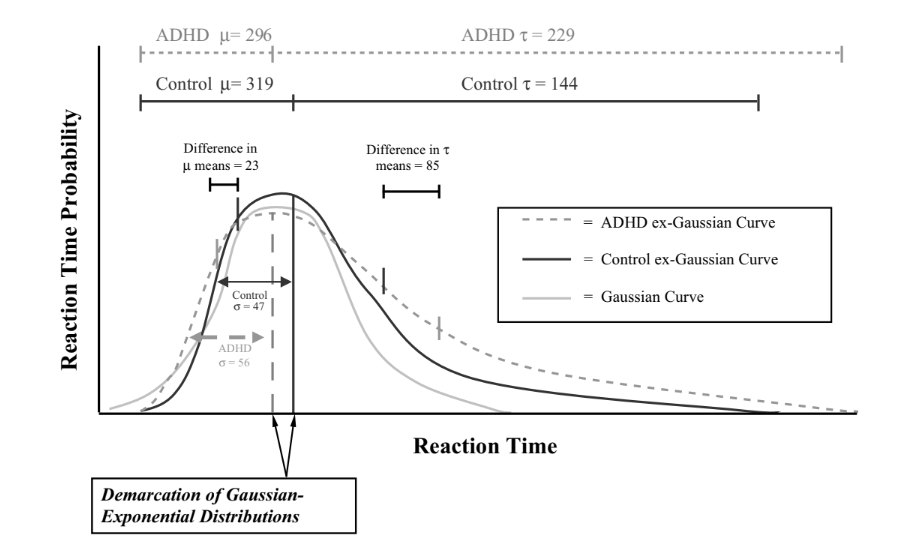 ADHD μ= 296
ADHD τ = 229
Control μ= 319
Control τ = 144
Difference in
μ means = 23
Difference in τ
means = 85
= ADHD ex-Gaussian Curve
= Control ex-Gaussian Curve
= Gaussian Curve
Control
σ = 47
ADHD
σ = 56
Reaction Time Probability
Reaction Time
Demarcation of Gaussian-
Exponential Distributions